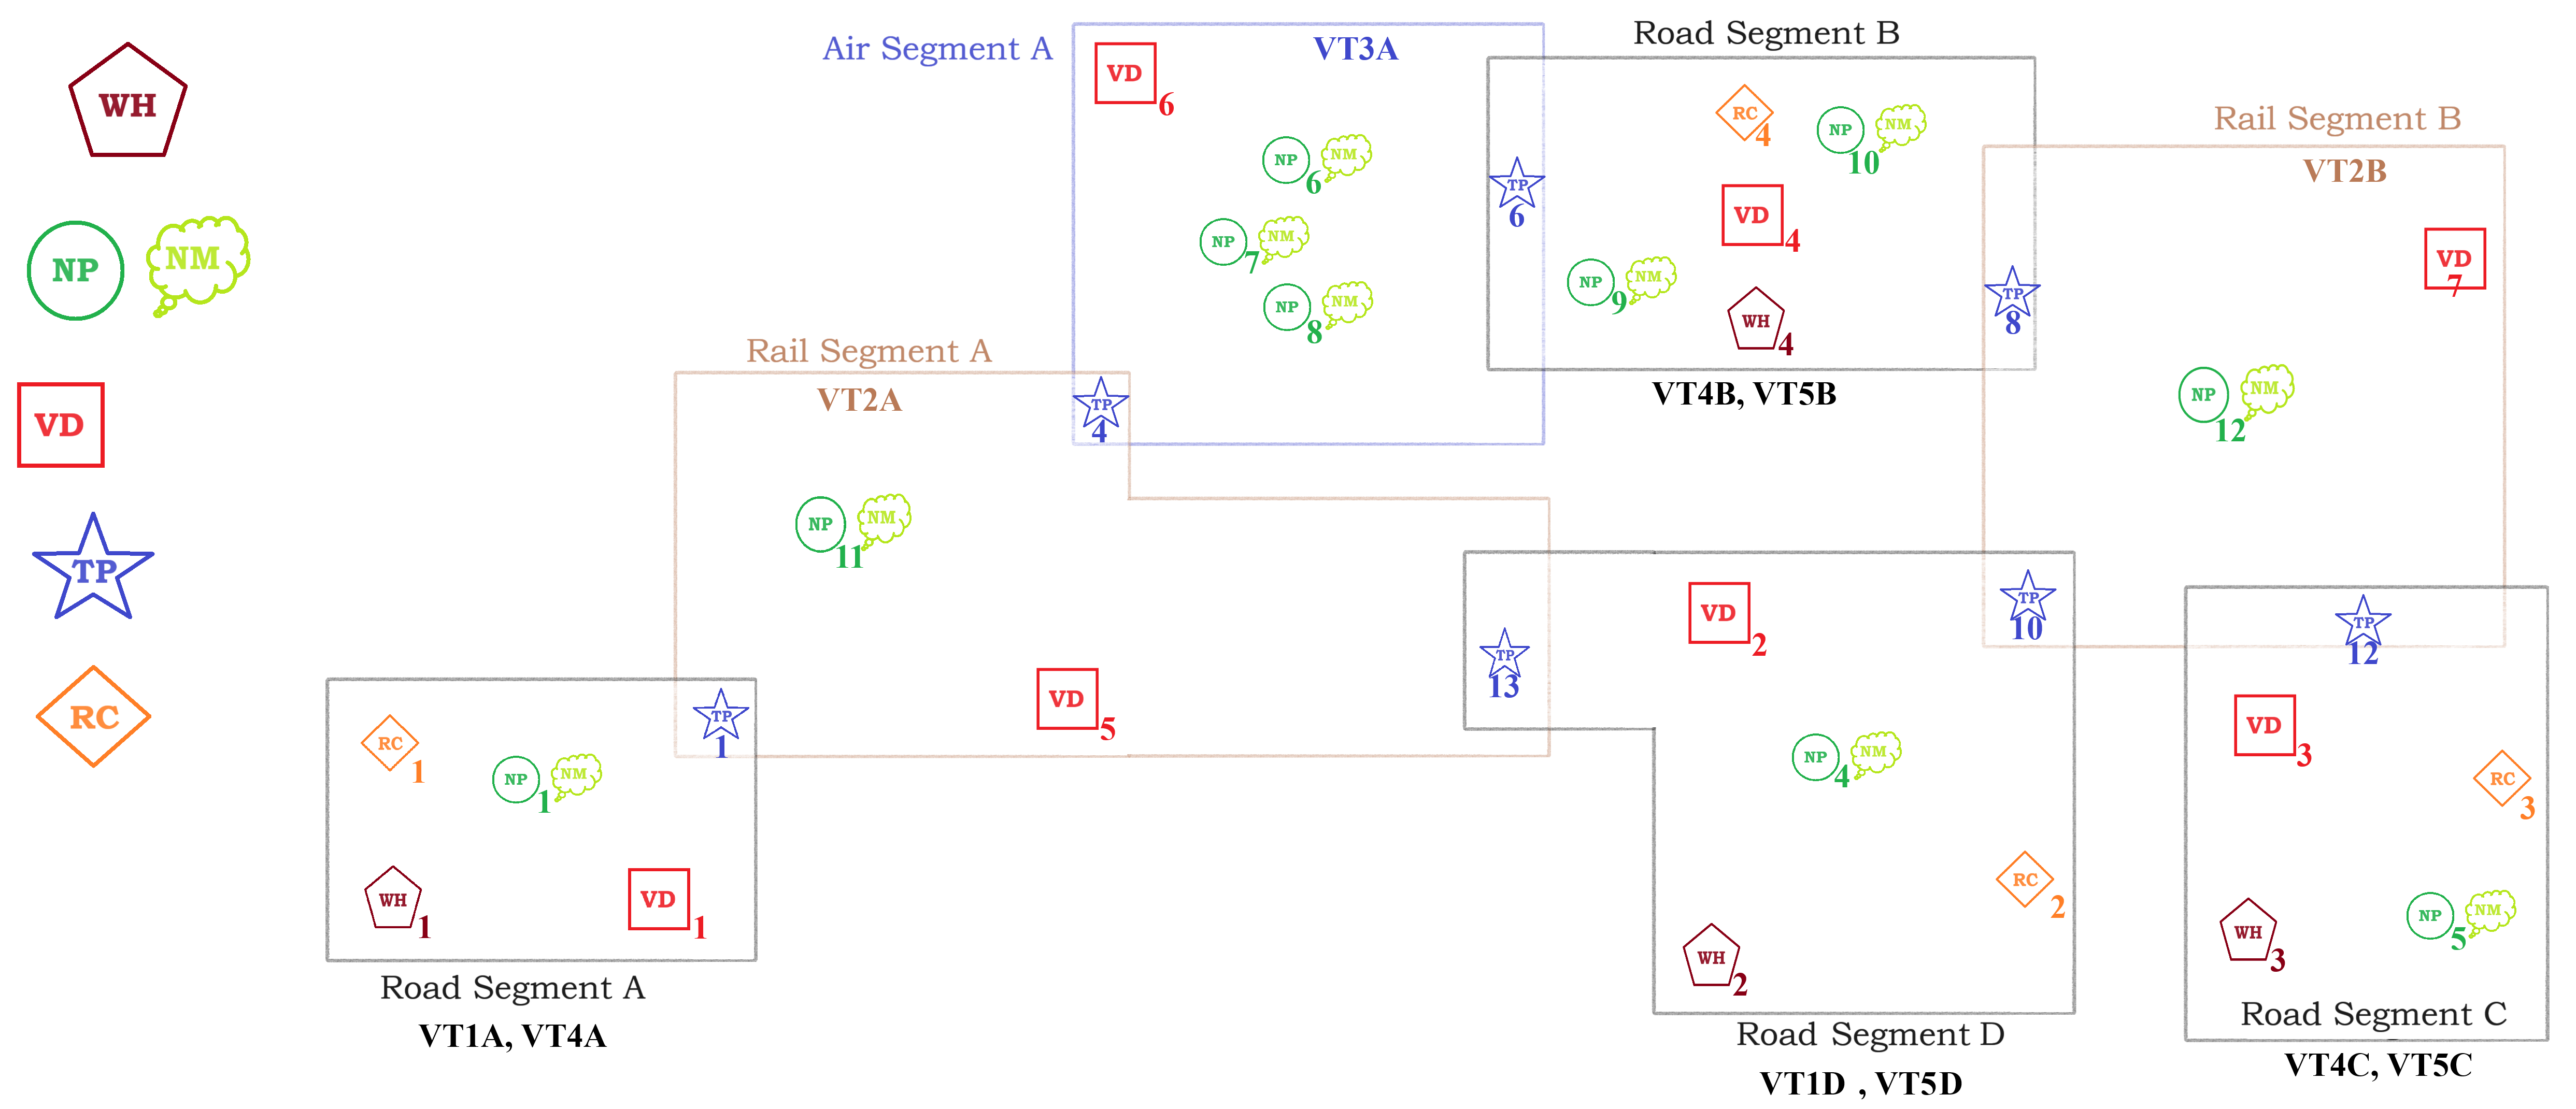 WH
NP NM
VD
TP
RC
Air Segment A
VT3A
VD
6
NP NM
6
NP NM
7
NP NM
8
TP
4
TP
6
Road Segment B
RC
4
NP NM
10
VD
4
NP NM
9
WH
4
TP
8
VT4B, VT5B
Rail Segment B
VT2B
VD
7
NP NM
12
TP
10
TP
12
Rail Segment A
VT2A
NP NM
11
VD
5
TP
1
TP
13
RC
1
NP NM
1
WH
1
VD
1
Road Segment A
VT1A, VT4A
VD
2
NP NM
4
RC
2
WH
2
Road Segment D
VT1D , VT5D
VD
3
RC
3
WH
3
NP NM
5
Road Segment C
VT4C, VT5C